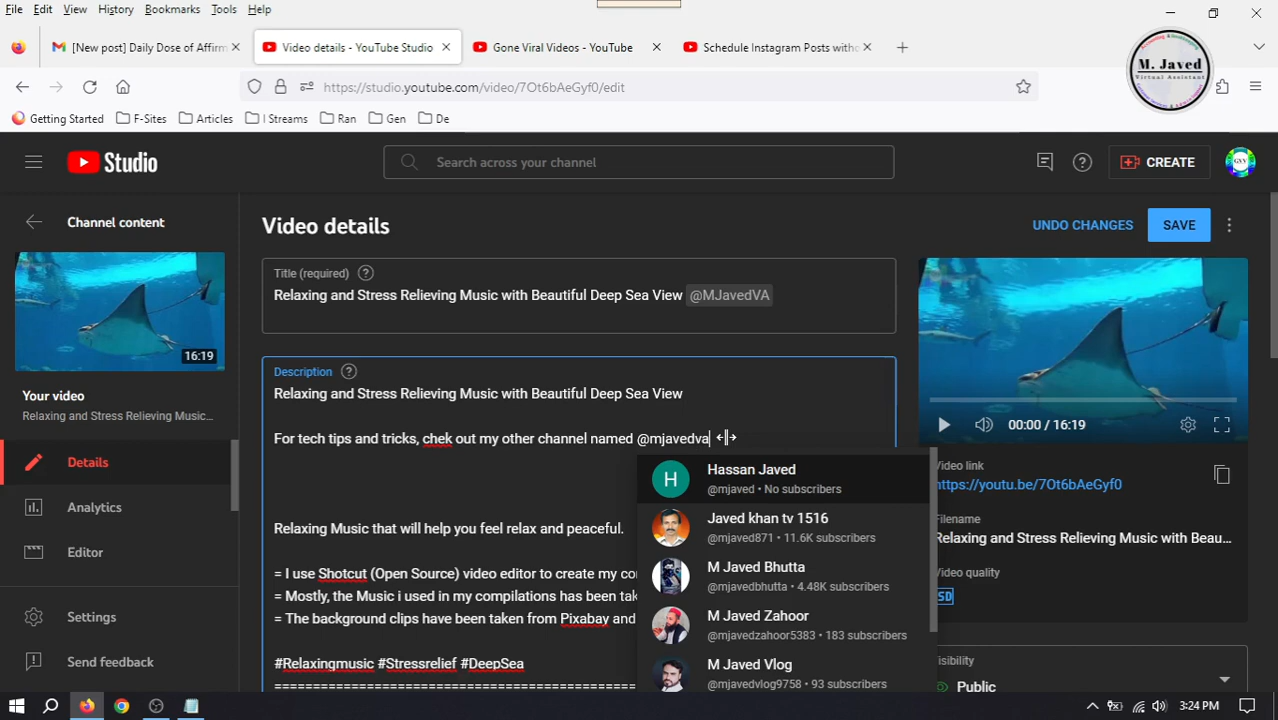 File Edit View History Bookmarks Tools Help
[New post] Daily Dose of Affirm
Video details - YouTube Studio
Gone Viral Videos - YouTube
Schedule Instagram Posts witho
M. Javed
Virtual Assistant
https://studio.youtube.com/video/7Ot6bAeGyf0/edit
Getting Started F-Sites Articles I Streams Ran Gen De
Studio
Search across your channel
CREATE
Channel content
Video details
UNDO CHANGES
SAVE
Title (required)
Relaxing and Stress Relieving Music with Beautiful Deep Sea View @MJavedVA
16:19
Description
Relaxing and Stress Relieving Music with Beautiful Deep Sea View
For tech tips and tricks, chek out my other channel named @mjavedva
Hassan Javed
@mjaved • No subscribers
Javed khan tv 1516
@mjaved871 • 11.6K subscribers
M Javed Bhutta
@mjavedbhutta • 4.48K subscribers
M Javed Zahoor
@mjavedzahoor5383 • 183 subscribers
M Javed Vlog
@mjavedvlog9758 • 93 subscribers
Relaxing Music that will help you feel relax and peaceful.
= I use Shotcut (Open Source) video editor to create my co
= Mostly, the Music i used in my compilations has been tak
= The background clips have been taken from Pixabay and
#Relaxingmusic #Stressrelief #DeepSea
Your video
Relaxing and Stress Relieving Music...
Details
Analytics
Editor
Settings
Send feedback
00:00 / 16:19
Video link
https://youtu.be/7Ot6bAeGyf0
Filename
Relaxing and Stress Relieving Music with Beau...
Video quality
SD
Visibility
Public
3:24 PM